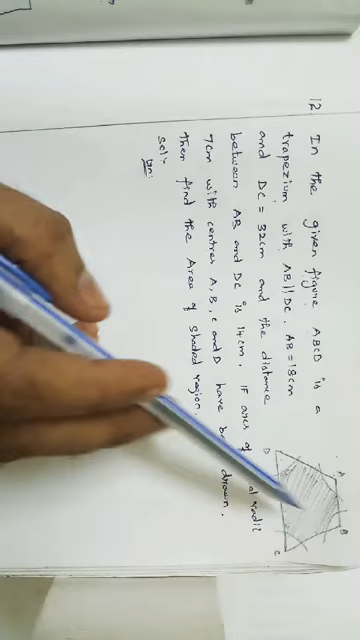 12. In the given figure ABCD is a
trapezium, with AB||DC. AB = 18cm
and DC = 32cm and the distance
between AB and DC is 14cm. If arcs of radii
7cm with centres A, B, C and D have drawn.
then find the Area of shaded region.
Sol:-
A
B
C
D